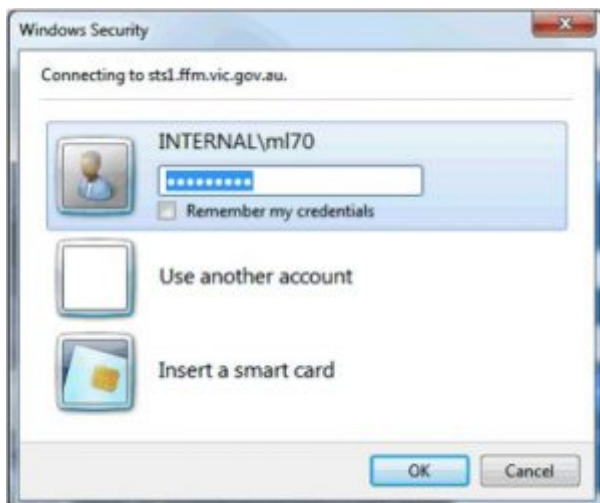 Windows Security
Connecting to sts1.ffm.vic.gov.au.
INTERNAL\ml70
Remember my credentials
Use another account
Insert a smart card
OK
Cancel